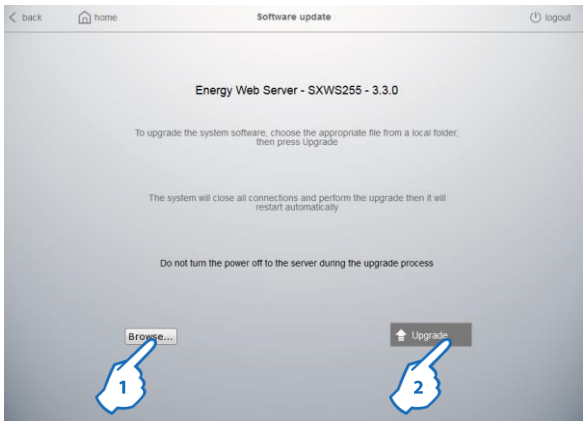 back home Software update logout
Energy Web Server - SXWS255 - 3.3.0
To upgrade the system software, choose the appropriate file from a local folder,
then press Upgrade
The system will close all connections and perform the upgrade then it will
restart automatically
Do not turn the power off to the server during the upgrade process
Browse... Upgrade
1 2